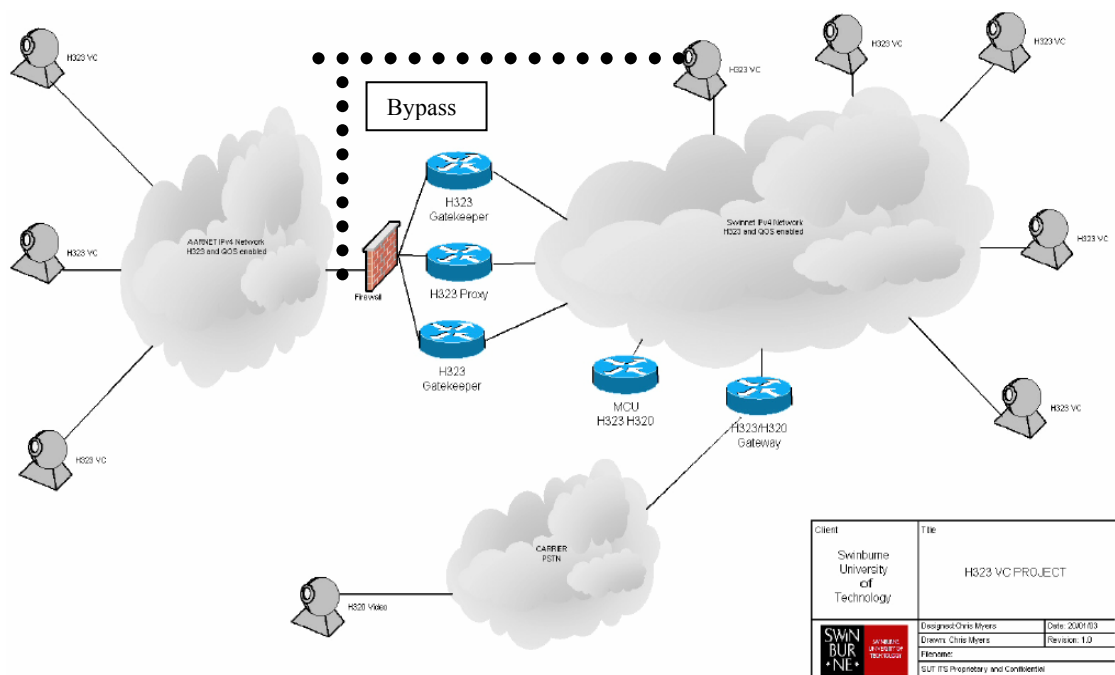 H323 VC
H323 VC
H323 VC
H323 VC
Bypass
H323
Gatekeeper
AARNET IPv4 Network
H323 and QOS enabled
Swinnet IPv4 Network
H323 and QOS enabled
H323 VC
H323 VC
H323 Proxy
Firewall
H323
Gatekeeper
MCU
H323 H320
H323/H320
Gateway
H323 VC
H323 VC
CARRIER
PSTN
H320 Video
Client
Swinburne
University
of
Technology
Title
H323 VC PROJECT
SWIN
BUR
*NE*
SWINBURNE
UNIVERSITY OF
TECHNOLOGY
Designed:Chris Myers
Date: 20/01/03
Drawn: Chris Myers
Revision: 1.0
Filename:
SUT ITS Proprietary and Confidential